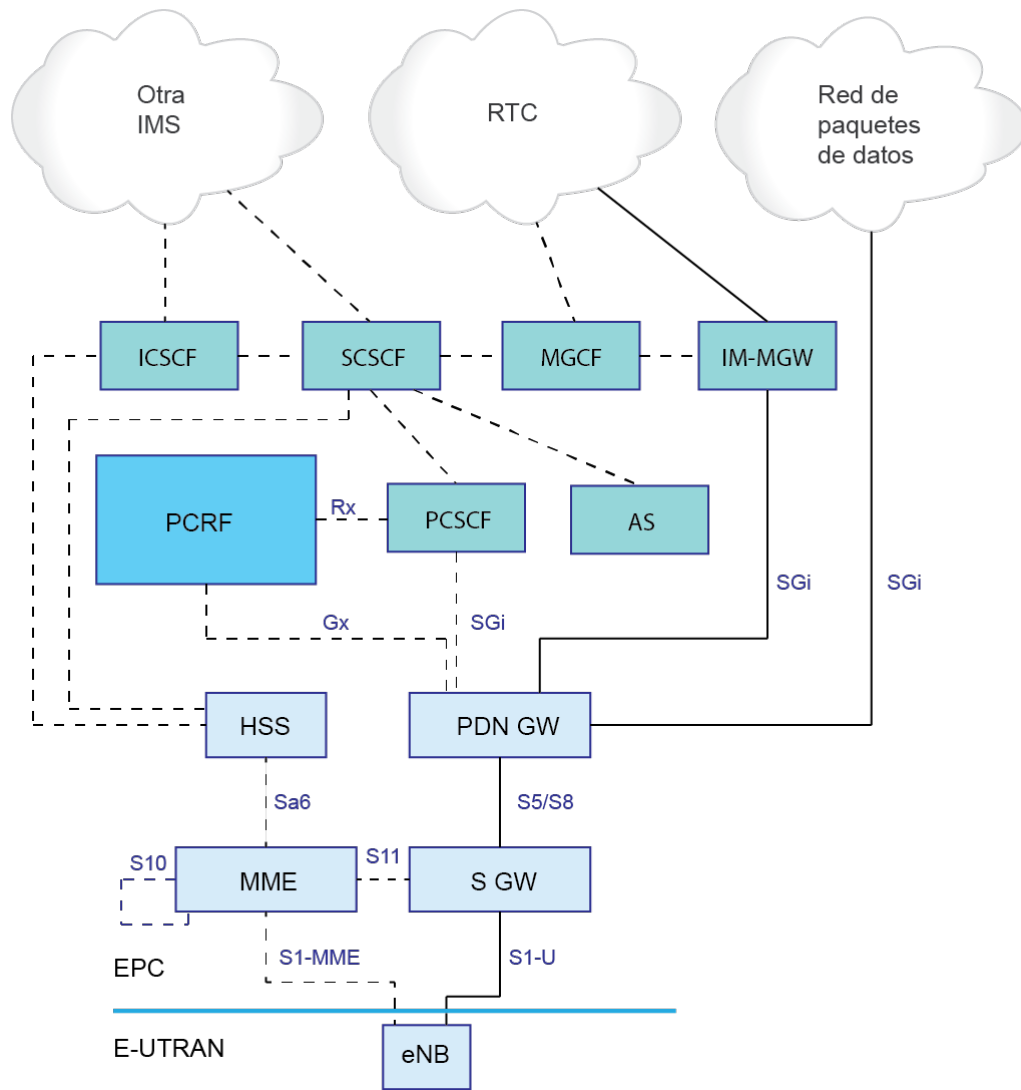 Otra
IMS
RTC
Red de
paquetes
de datos
ICSCF
SCSCF
MGCF
IM-MGW
PCRF
Rx
PCSCF
AS
Gx
SGi
SGi
SGi
HSS
PDN GW
Sa6
S5/S8
S10
MME
S11
S GW
S1-MME
S1-U
EPC
E-UTRAN
eNB